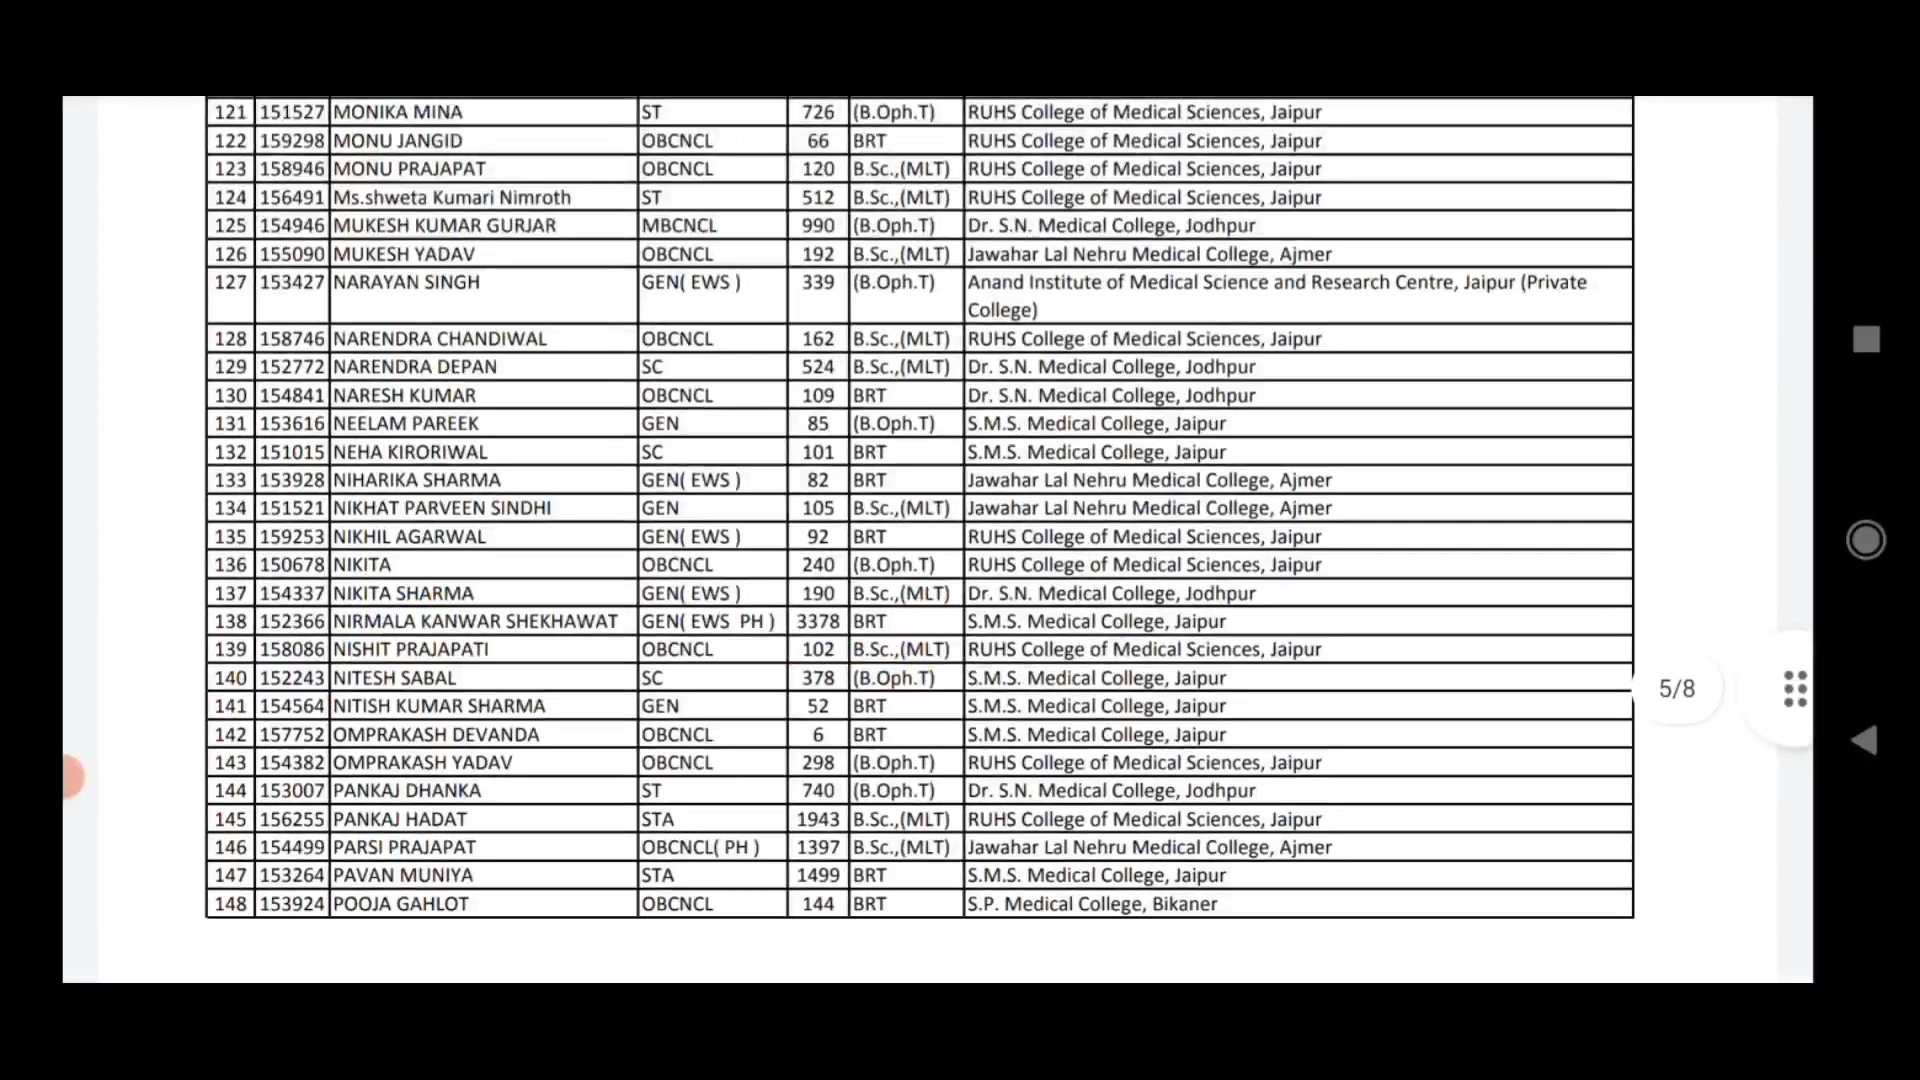 121 151527 MONIKA MINA ST 726 (B.Oph.T) RUHS College of Medical Sciences, Jaipur
122 159298 MONU JANGID OBCNCL 66 BRT RUHS College of Medical Sciences, Jaipur
123 158946 MONU PRAJAPAT OBCNCL 120 B.Sc.,(MLT) RUHS College of Medical Sciences, Jaipur
124 156491 Ms.shweta Kumari Nimroth ST 512 B.Sc.,(MLT) RUHS College of Medical Sciences, Jaipur
125 154946 MUKESH KUMAR GURJAR MBCNCL 990 (B.Oph.T) Dr. S.N. Medical College, Jodhpur
126 155090 MUKESH YADAV OBCNCL 192 B.Sc.,(MLT) Jawahar Lal Nehru Medical College, Ajmer
127 153427 NARAYAN SINGH GEN( EWS ) 339 (B.Oph.T) Anand Institute of Medical Science and Research Centre, Jaipur (Private
College)
128 158746 NARENDRA CHANDIWAL OBCNCL 162 B.Sc.,(MLT) RUHS College of Medical Sciences, Jaipur
129 152772 NARENDRA DEPAN SC 524 B.Sc.,(MLT) Dr. S.N. Medical College, Jodhpur
130 154841 NARESH KUMAR OBCNCL 109 BRT Dr. S.N. Medical College, Jodhpur
131 153616 NEELAM PAREEK GEN 85 (B.Oph.T) S.M.S. Medical College, Jaipur
132 151015 NEHA KIRORIWAL SC 101 BRT S.M.S. Medical College, Jaipur
133 153928 NIHARIKA SHARMA GEN( EWS ) 82 BRT Jawahar Lal Nehru Medical College, Ajmer
134 151521 NIKHAT PARVEEN SINDHI GEN 105 B.Sc.,(MLT) Jawahar Lal Nehru Medical College, Ajmer
135 159253 NIKHIL AGARWAL GEN( EWS ) 92 BRT RUHS College of Medical Sciences, Jaipur
136 150678 NIKITA OBCNCL 240 (B.Oph.T) RUHS College of Medical Sciences, Jaipur
137 154337 NIKITA SHARMA GEN( EWS ) 190 B.Sc.,(MLT) Dr. S.N. Medical College, Jodhpur
138 152366 NIRMALA KANWAR SHEKHAWAT GEN( EWS PH ) 3378 BRT S.M.S. Medical College, Jaipur
139 158086 NISHIT PRAJAPATI OBCNCL 102 B.Sc.,(MLT) RUHS College of Medical Sciences, Jaipur
140 152243 NITESH SABAL SC 378 (B.Oph.T) S.M.S. Medical College, Jaipur
141 154564 NITISH KUMAR SHARMA GEN 52 BRT S.M.S. Medical College, Jaipur
142 157752 OMPRAKASH DEVANDA OBCNCL 6 BRT S.M.S. Medical College, Jaipur
143 154382 OMPRAKASH YADAV OBCNCL 298 (B.Oph.T) RUHS College of Medical Sciences, Jaipur
144 153007 PANKAJ DHANKA ST 740 (B.Oph.T) Dr. S.N. Medical College, Jodhpur
145 156255 PANKAJ HADAT STA 1943 B.Sc.,(MLT) RUHS College of Medical Sciences, Jaipur
146 154499 PARSI PRAJAPAT OBCNCL( PH ) 1397 B.Sc.,(MLT) Jawahar Lal Nehru Medical College, Ajmer
147 153264 PAVAN MUNIYA STA 1499 BRT S.M.S. Medical College, Jaipur
148 153924 POOJA GAHLOT OBCNCL 144 BRT S.P. Medical College, Bikaner
5/8